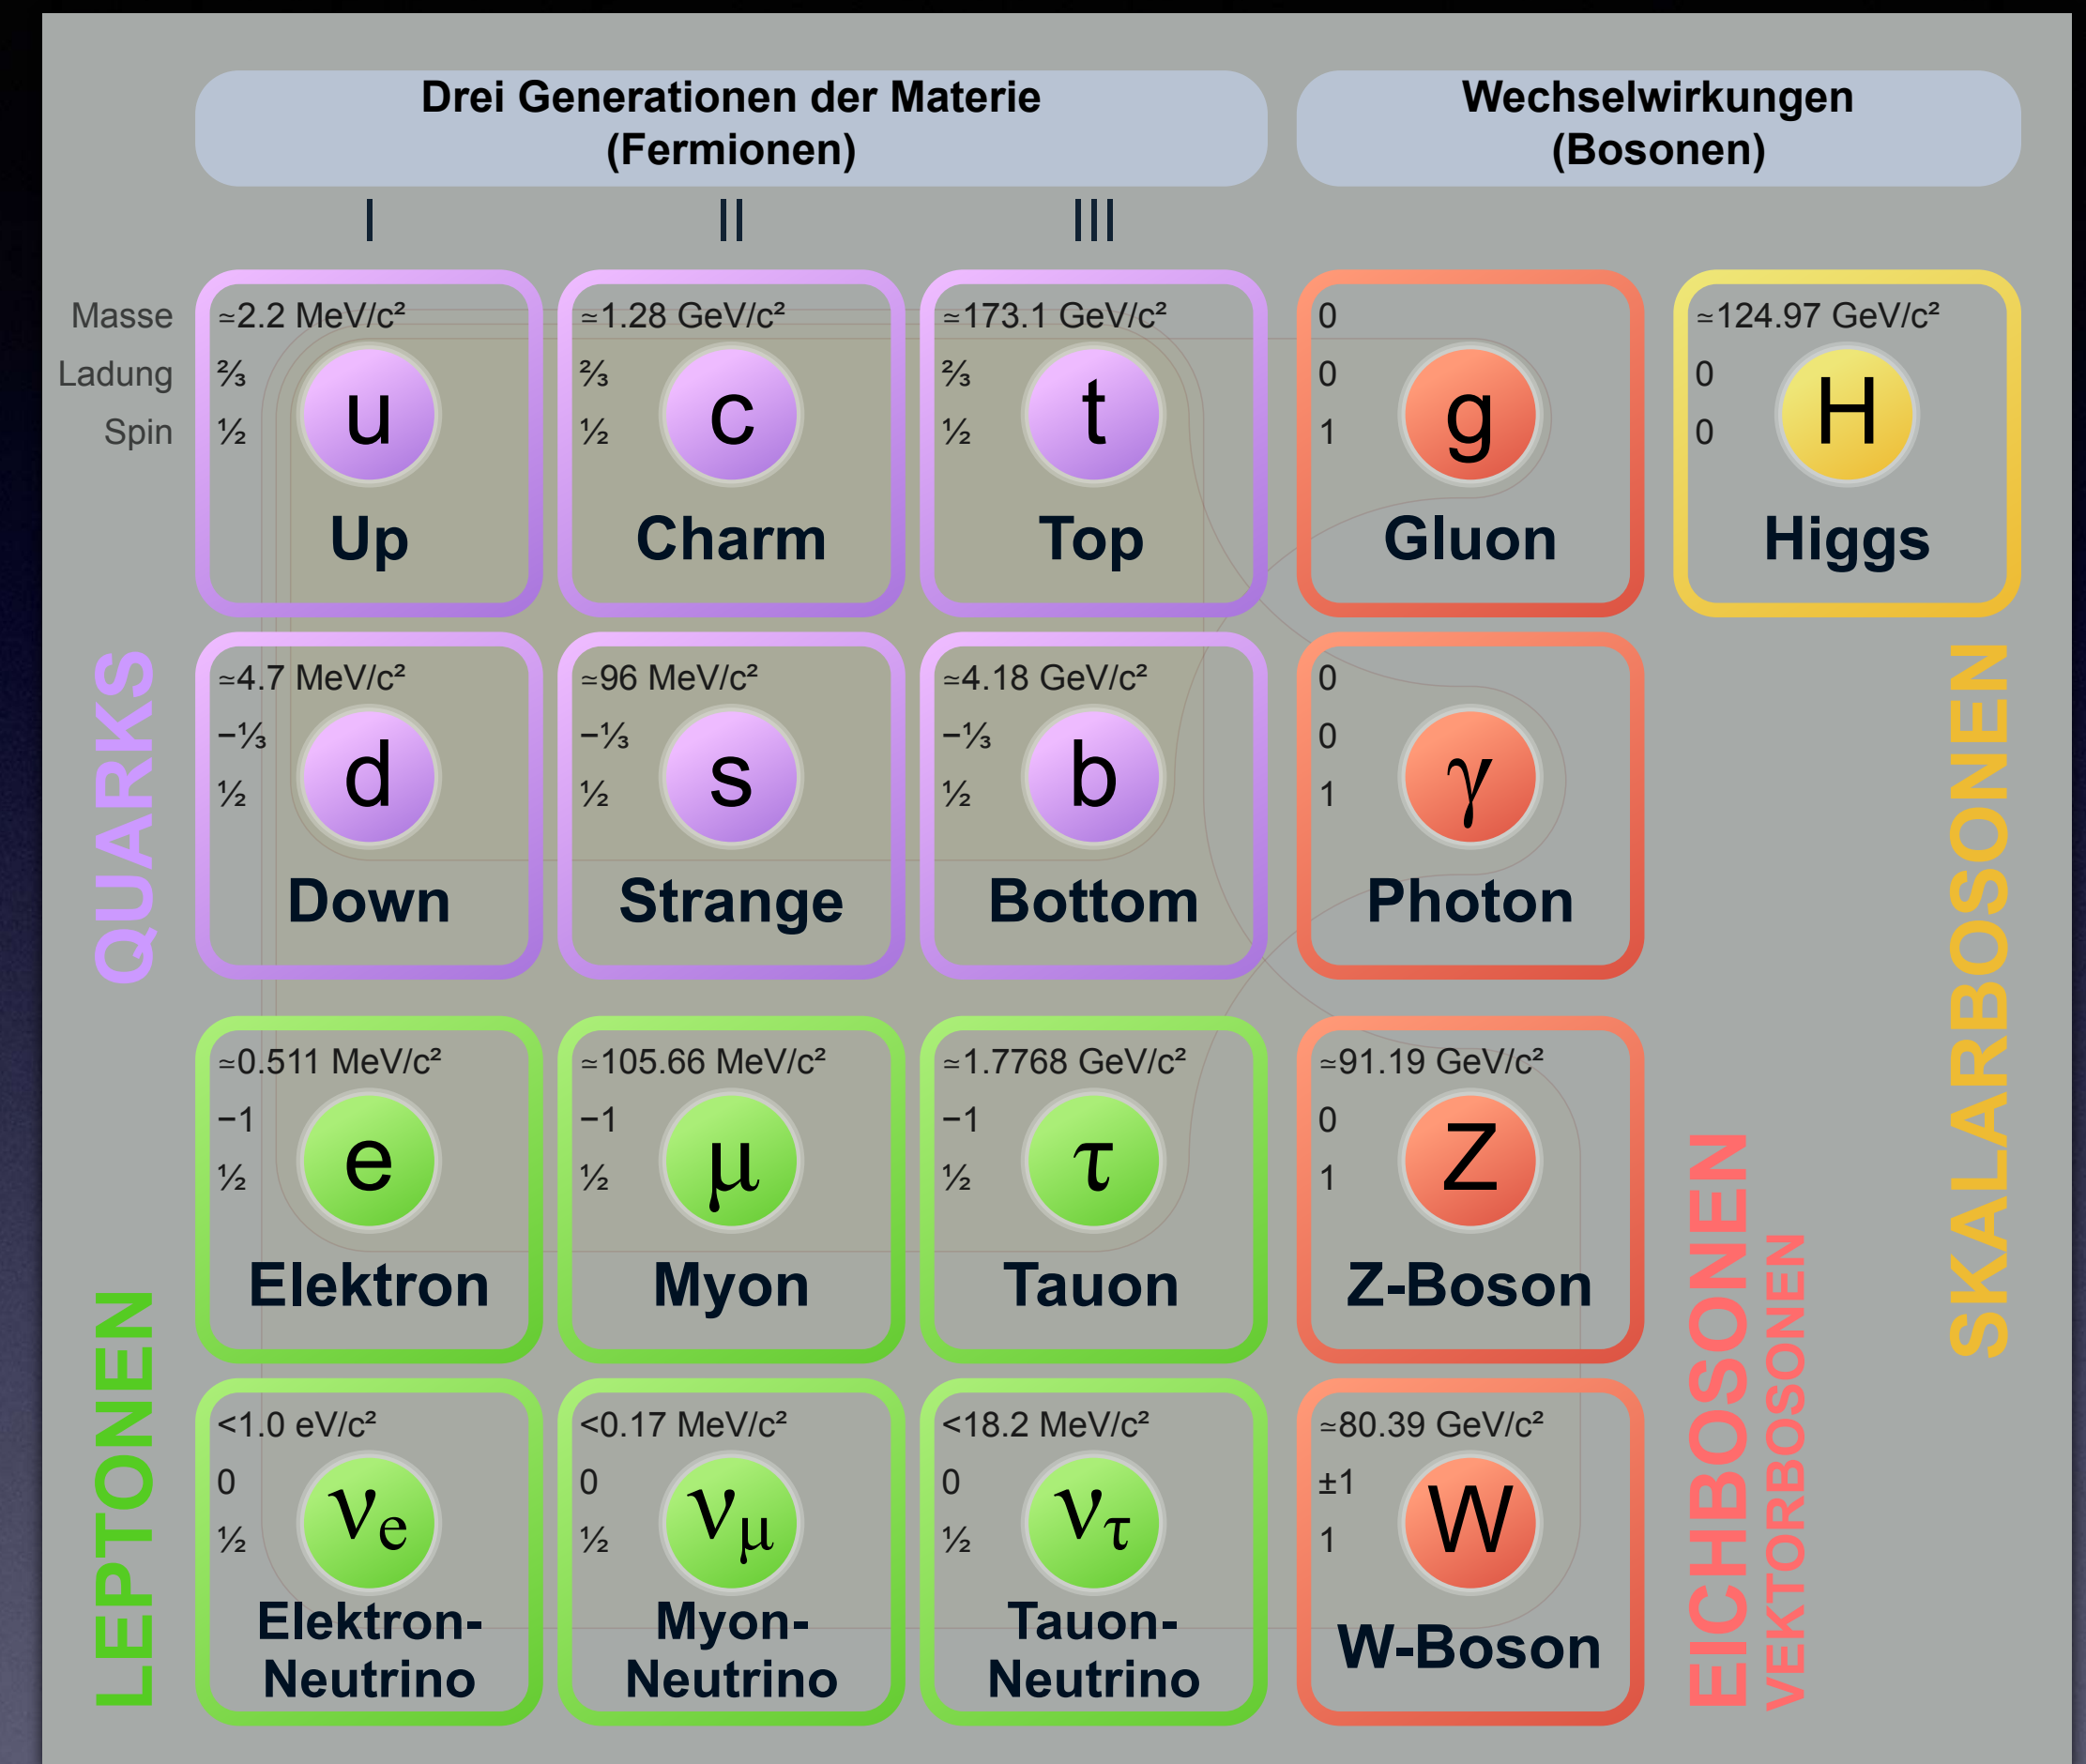 Drei Generationen der Materie
(Fermionen)
Wechselwirkungen
(Bosonen)
I
II
III
Masse
Ladung
Spin
≃2.2 MeV/c²
⅔
½
u
Up
≃1.28 GeV/c²
⅔
½
c
Charm
≃173.1 GeV/c²
⅔
½
t
Top
0
0
1
g
Gluon
≃124.97 GeV/c²
0
0
H
Higgs
QUARKS
≃4.7 MeV/c²
−⅓
½
d
Down
≃96 MeV/c²
−⅓
½
s
Strange
≃4.18 GeV/c²
−⅓
½
b
Bottom
0
0
1
γ
Photon
SKALARBOSONEN
LEPTONEN
≃0.511 MeV/c²
−1
½
e
Elektron
≃105.66 MeV/c²
−1
½
μ
Myon
≃1.7768 GeV/c²
−1
½
τ
Tauon
≃91.19 GeV/c²
0
1
Z
Z-Boson
EICHBOSONEN
VEKTORBOSONEN
<1.0 eV/c²
0
½
νe
Elektron-
Neutrino
<0.17 MeV/c²
0
½
νμ
Myon-
Neutrino
<18.2 MeV/c²
0
½
ντ
Tauon-
Neutrino
≃80.39 GeV/c²
±1
1
W
W-Boson